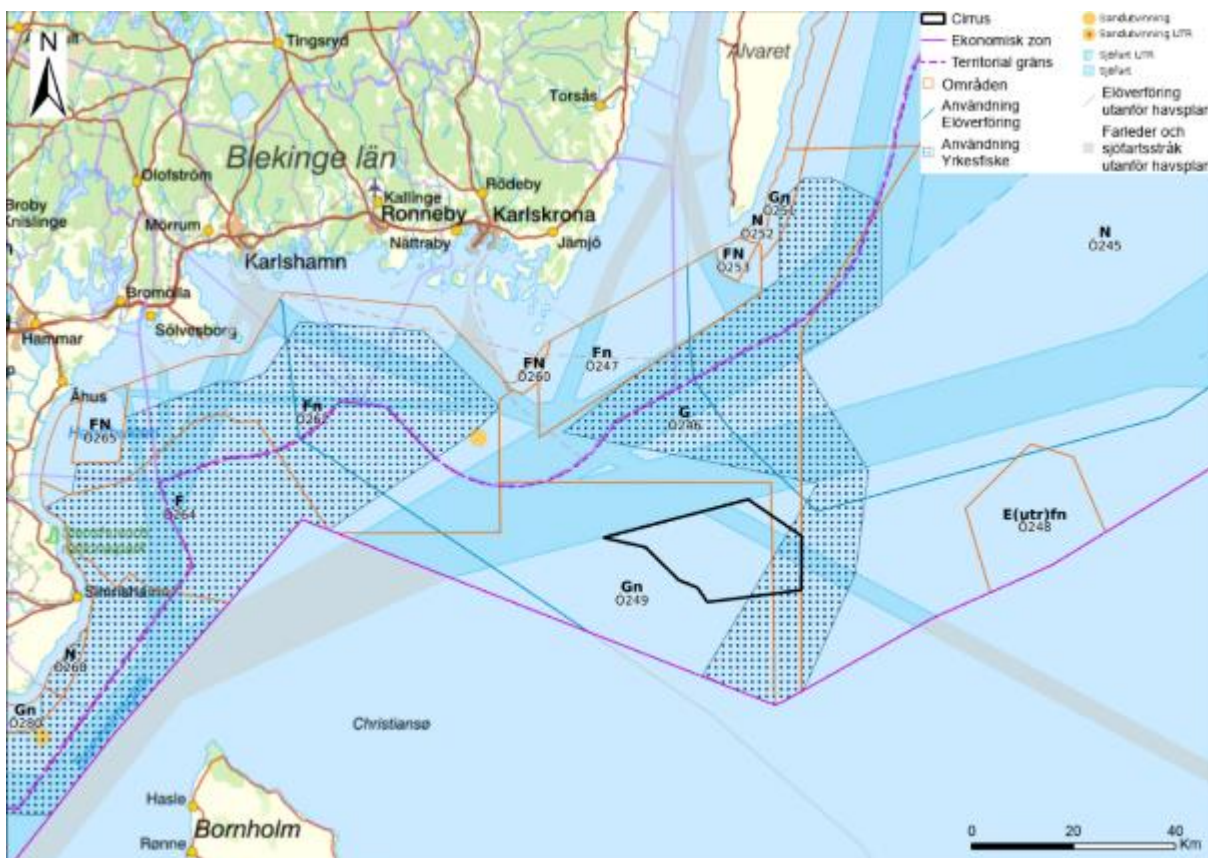 N
Tingsryd
Torsås
Alvaret
Blekinge län
Olofström
Broby
Knislinge
Kallinge
Ronneby
Rödeby
Karlskrona
Mörrum
Nättraby
Jämjö
Karlshamn
Bromölla
Sölvesborg
Hammar
Åhus
Simrishamn
Christiansø
Hasle
Rønne
Bornholm
Gn
Ö251
N
Ö252
FN
Ö253
N
Ö245
Fn
Ö247
FN
Ö260
Fn
FN
Ö265
G
Ö246
F
Ö264
E(utr)fn
Ö248
Gn
Ö249
N
Ö268
Gn
Ö280
Cirrus
Ekonomisk zon
Territorial gräns
Områden
Användning
Elöverföring
Användning
Yrkesfiske
Sandutvinning
Sandutvinning UTR
Sjöfart UTR
Sjöfart
Elöverföring
utanför havsplan
Farleder och
sjöfartsstråk
utanför havsplan
0 20 40
Km